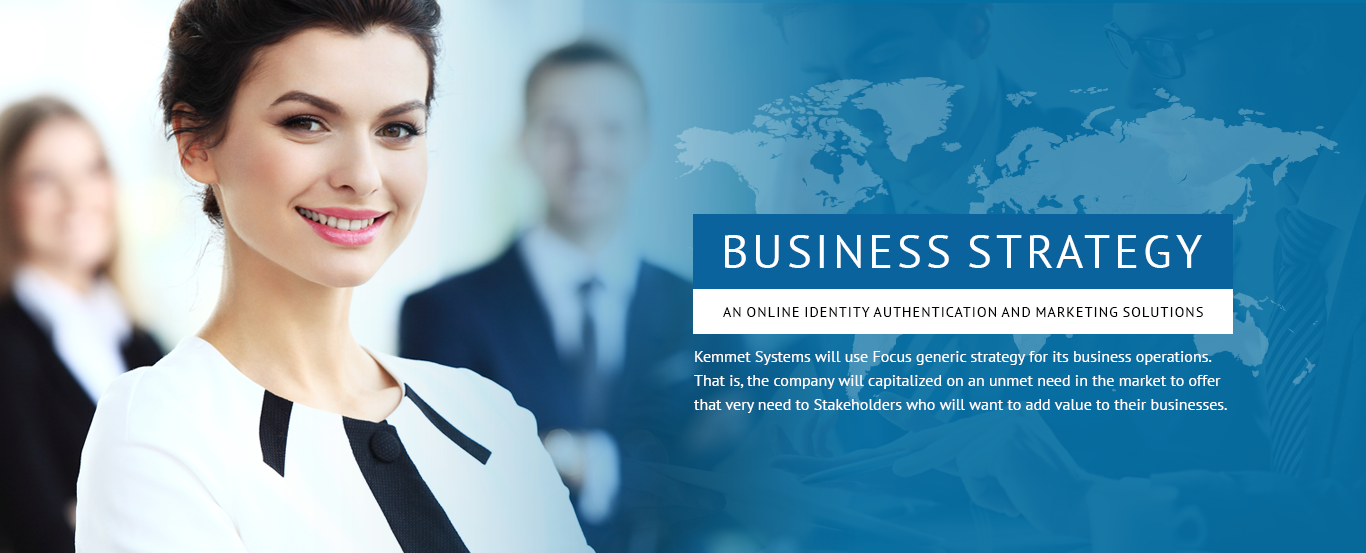 BUSINESS STRATEGY
AN ONLINE IDENTITY AUTHENTICATION AND MARKETING SOLUTIONS
Kemmet Systems will use Focus generic strategy for its business operations.
That is, the company will capitalized on an unmet need in the market to offer
that very need to Stakeholders who will want to add value to their businesses.